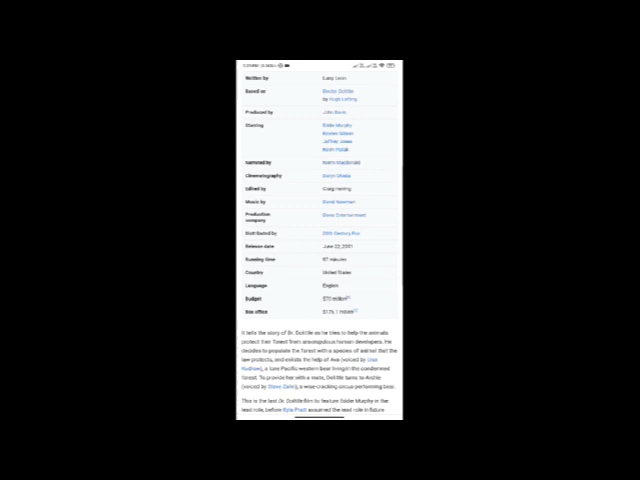 Written by Larry Levin
Based on Doctor Dolittle
by Hugh Lofting
Produced by John Davis
Starring Eddie Murphy
Kristen Wilson
Jeffrey Jones
Kevin Pollak
Narrated by Norm Macdonald
Cinematography Daryn Okada
Edited by Craig Herring
Music by David Newman
Production Davis Entertainment
company
Distributed by 20th Century Fox
Release date June 22, 2001
Running time 87 minutes
Country United States
Language English
Budget $70 million
Box office $176.1 million
It tells the story of Dr. Dolittle as he tries to help the animals
protect their forest from unscrupulous human developers. He
decides to populate the forest with a species of animal that the
law protects, and enlists the help of Ava (voiced by Lisa
Kudrow), a lone Pacific western bear living in the condemned
forest. To provide her with a mate, Dolittle turns to Archie
(voiced by Steve Zahn), a wise-cracking circus-performing bear.
This is the last Dr. Dolittle film to feature Eddie Murphy in the
lead role, before Kyla Pratt assumed the lead role in future